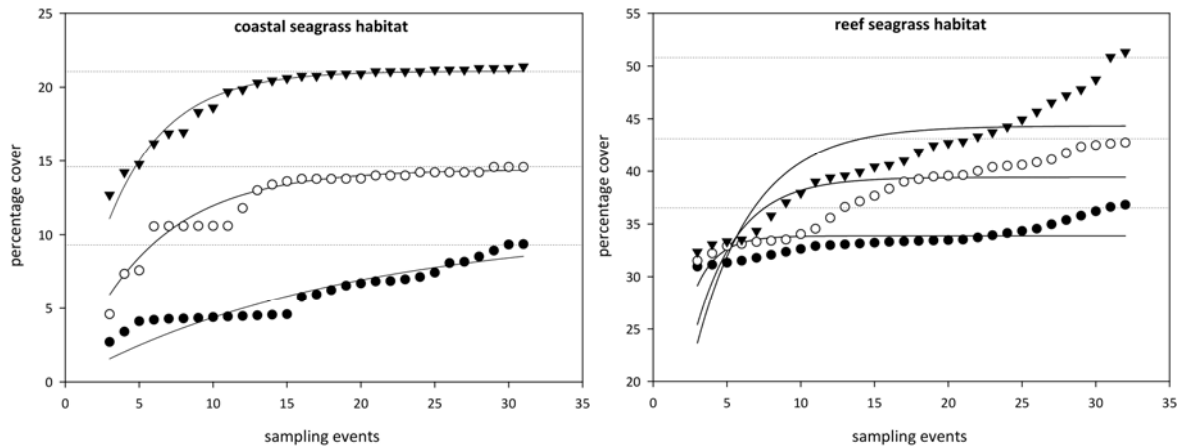 coastal seagrass habitat
25
20
15
10
5
0
percentage cover
0 5 10 15 20 25 30 35
sampling events
reef seagrass habitat
55
50
45
40
35
30
25
20
percentage cover
0 5 10 15 20 25 30 35
sampling events